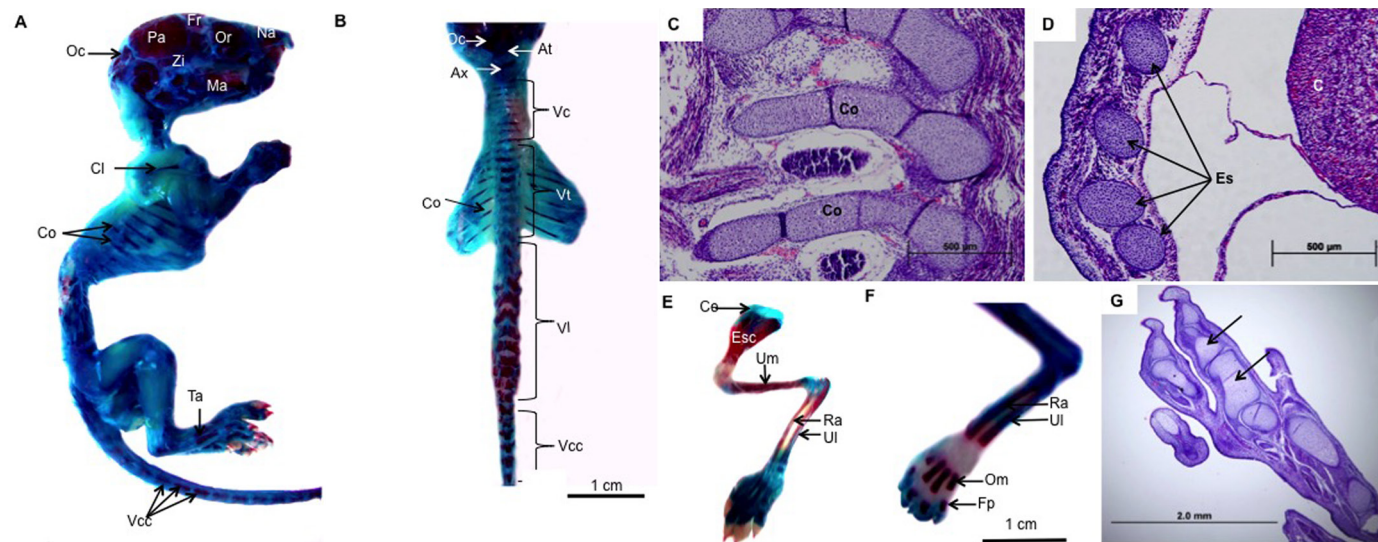 A
Fr
Na
Pa
Or
Oc
Zi
Ma
Cl
Co
Ta
Vcc
B
Oc
At
Ax
Vc
Vt
Co
Vl
Vcc
1 cm
C
Co
Co
500 µm
D
C
Es
500 µm
E
Ce
Esc
Um
Ra
Ul
F
Ra
Ul
Om
Fp
1 cm
G
2.0 mm